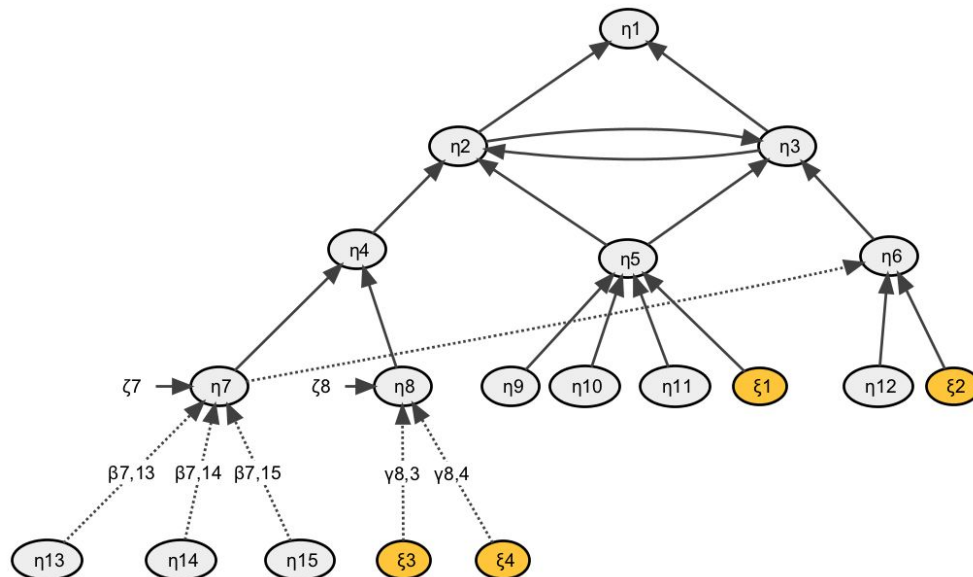 η1
η2 η3
η4 η5 η6
ζ7 η7 ζ8 η8 η9 η10 η11 ξ1 η12 ξ2
β7,13 β7,14 β7,15 γ8,3 γ8,4
η13 η14 η15 ξ3 ξ4